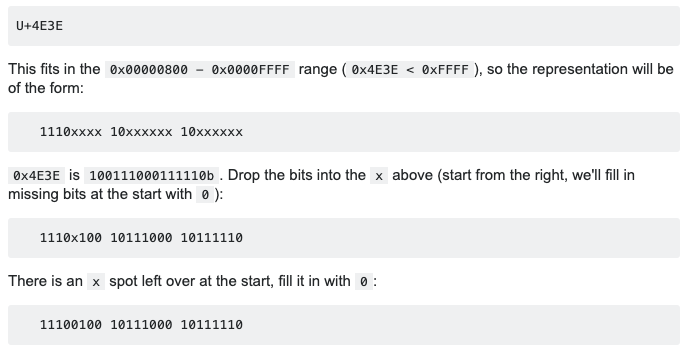 U+4E3E
This fits in the 0x00000800 – 0x0000FFFF range ( 0x4E3E < 0xFFFF ), so the representation will be
of the form:
1110xxxx 10xxxxxx 10xxxxxx
0x4E3E is 100111000111110b . Drop the bits into the x above (start from the right, we'll fill in
missing bits at the start with 0 ):
1110x100 10111000 10111110
There is an x spot left over at the start, fill it in with 0 :
11100100 10111000 10111110